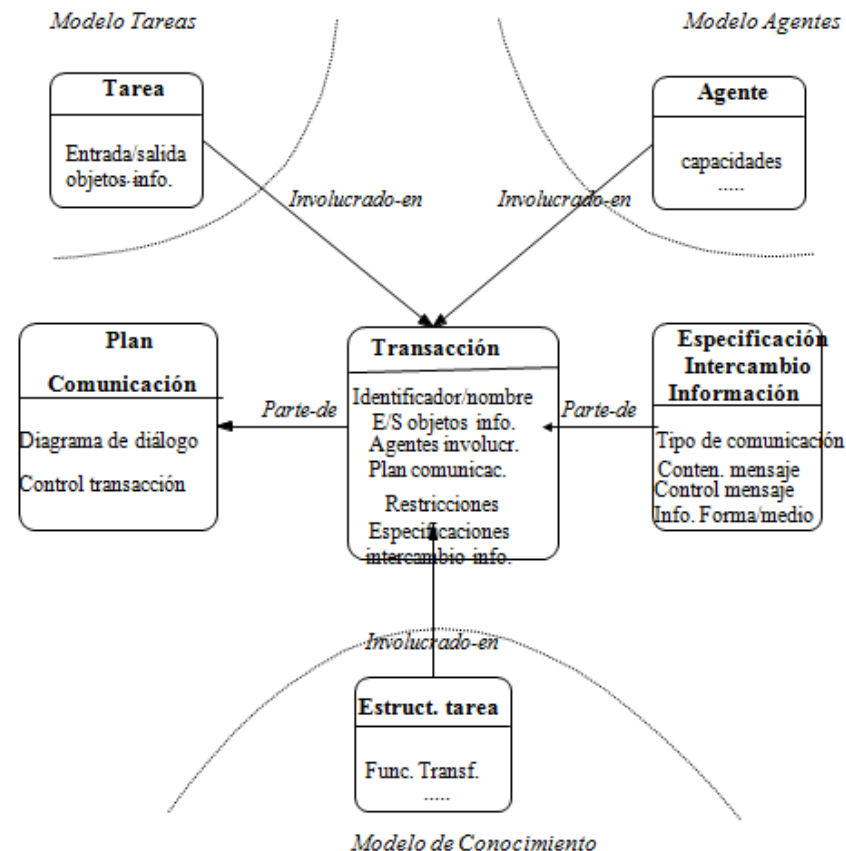 Modelo Tareas
Modelo Agentes
Tarea
Entrada/salida
objetos-info.
Agente
capacidades
.....
Involucrado-en
Involucrado-en
Plan
Comunicación
Diagrama de diálogo
Control transacción
Parte-de
Transacción
Identificador/nombre
E/S objetos info.
Agentes involucr.
Plan comunicac.
Restricciones
Especificaciones
intercambio info.
Parte-de
Especificación
Intercambio
Información
Tipo de comunicación
Conten. mensaje
Control mensaje
Info. Forma/medio
Involucrado-en
Estruct. tarea
Func. Transf.
.....
Modelo de Conocimiento